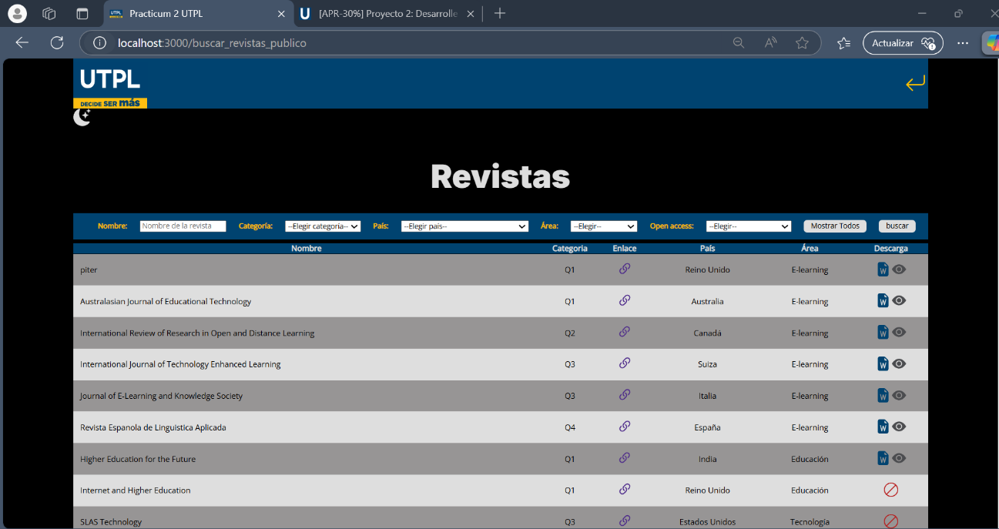 Practicum 2 UTPL
[APR-30%] Proyecto 2: Desarrolle
localhost:3000/buscar_revistas_publico
Actualizar
UTPL
DECIDE SER más
Revistas
Nombre: Nombre de la revista Categoría: --Elegir categoría-- País: --Elegir país-- Área: --Elegir-- Open access: --Elegir-- Mostrar Todos buscar
Nombre Categoria Enlace País Área Descarga
piter Q1 Reino Unido E-learning
Australasian Journal of Educational Technology Q1 Australia E-learning
International Review of Research in Open and Distance Learning Q2 Canadá E-learning
International Journal of Technology Enhanced Learning Q3 Suiza E-learning
Journal of E-Learning and Knowledge Society Q3 Italia E-learning
Revista Espanola de Linguistica Aplicada Q4 España E-learning
Higher Education for the Future Q1 India Educación
Internet and Higher Education Q1 Reino Unido Educación
SLAS Technology Q3 Estados Unidos Tecnología